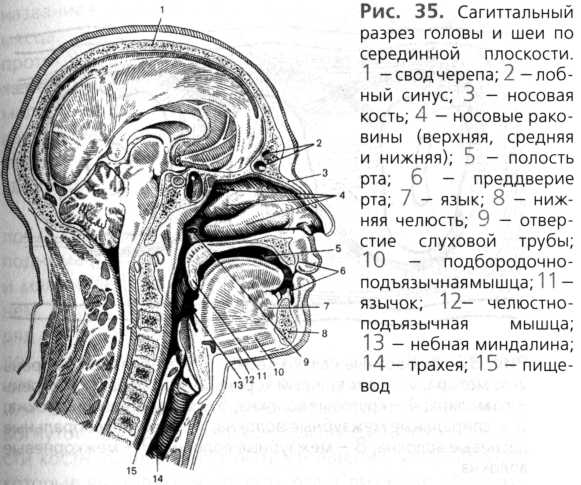 Рис. 35. Сагиттальный
разрез головы и шеи по
серединной плоскости.
1 – свод черепа; 2 – лоб-
ный синус; 3 – носовая
кость; 4 – носовые рако-
вины (верхняя, средняя
и нижняя); 5 – полость
рта; 6 – преддверие
рта; 7 – язык; 8 – ниж-
няя челюсть; 9 – отвер-
стие слуховой трубы;
10 – подбородочно-
подъязычная мышца; 11 –
язычок; 12 – челюстно-
подъязычная мышца;
13 – небная миндалина;
14 – трахея; 15 – пище-
вод
1
2
3
4
5
6
7
8
9
10
11
12
13
15
14